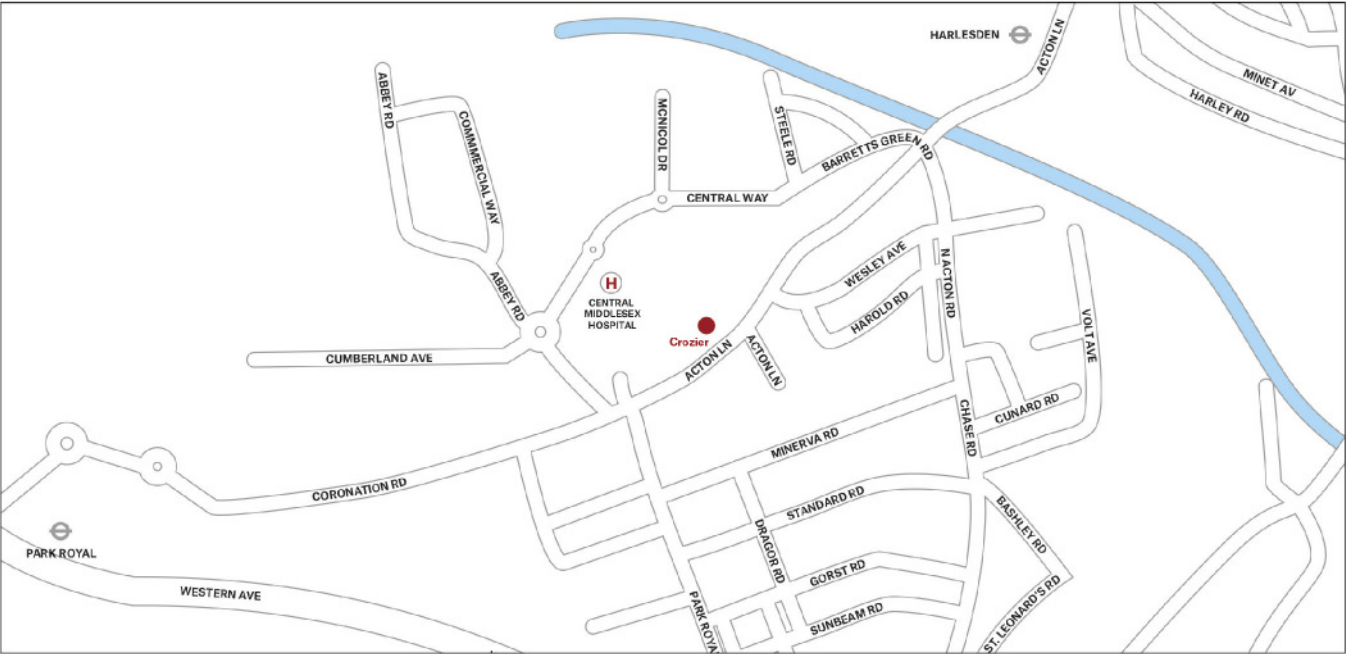 HARLESDEN
ACTON LN
MINET AV
HARLEY RD
ABBEY RD
COMMERCIAL WAY
MCNICOL DR
STEELE RD
BARRETTS GREEN RD
CENTRAL WAY
ABBEY RD
H
CENTRAL
MIDDLESEX
HOSPITAL
WESLEY AVE
N ACTON RD
HAROLD RD
VOLT AVE
Crozier
ACTON LN
ACTON LN
CUMBERLAND AVE
CUNARD RD
CHASE RD
MINERVA RD
CORONATION RD
STANDARD RD
BASHLEY RD
DRAGOR RD
PARK ROYAL
GORST RD
WESTERN AVE
PARK ROYA
SUNBEAM RD
ST. LEONARD'S RD